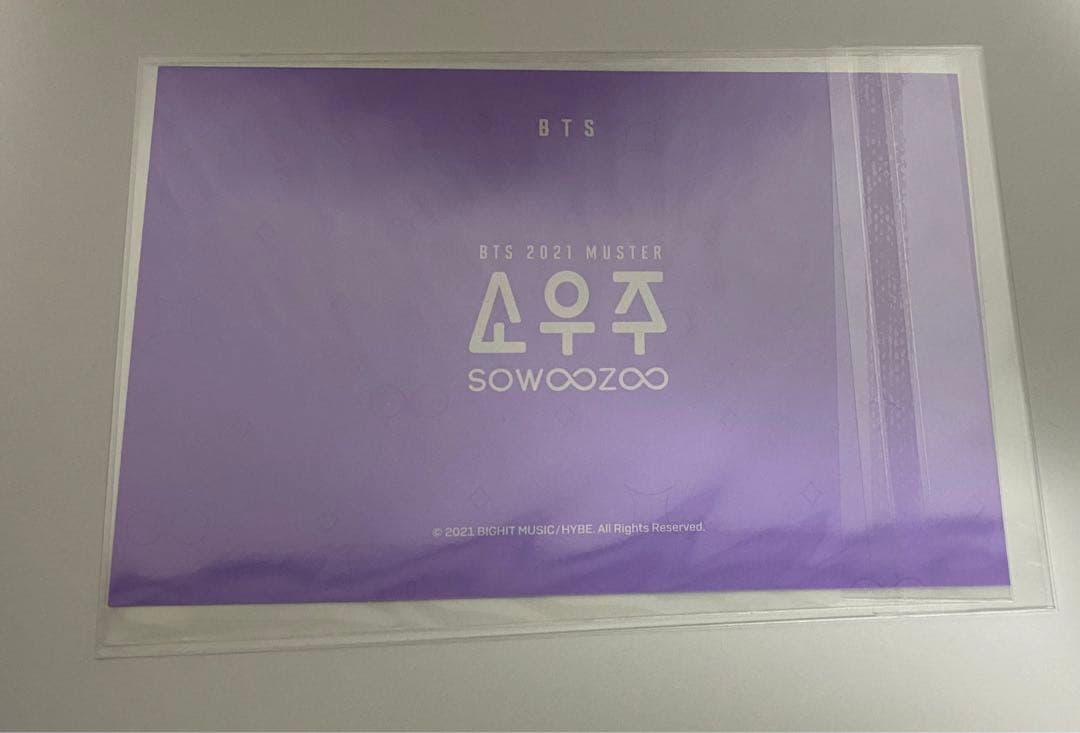 BTS
BTS 2021 MUSTER
소우주
SOWOOZOO
© 2021 BIGHIT MUSIC/HYBE. All Rights Reserved.